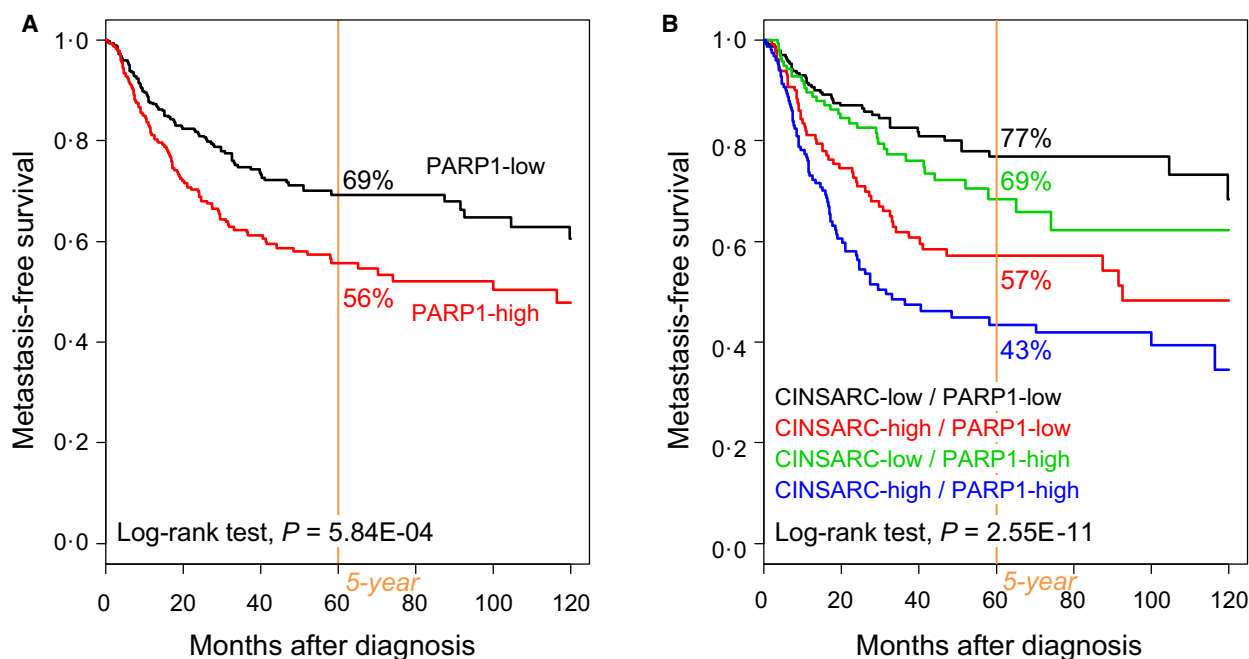 A
Metastasis-free survival
1·0
0·8
0·6
0·4
0·2
0·0
PARP1-low
69%
56%
PARP1-high
Log-rank test, P = 5.84E-04
5-year
0 20 40 60 80 100 120
Months after diagnosis
B
Metastasis-free survival
1·0
0·8
0·6
0·4
0·2
0·0
77%
69%
57%
43%
CINSARC-low / PARP1-low
CINSARC-high / PARP1-low
CINSARC-low / PARP1-high
CINSARC-high / PARP1-high
Log-rank test, P = 2.55E-11
5-year
0 20 40 60 80 100 120
Months after diagnosis